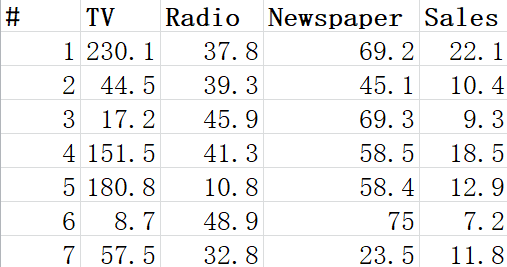 # TV Radio Newspaper Sales
1 230.1 37.8 69.2 22.1
2 44.5 39.3 45.1 10.4
3 17.2 45.9 69.3 9.3
4 151.5 41.3 58.5 18.5
5 180.8 10.8 58.4 12.9
6 8.7 48.9 75 7.2
7 57.5 32.8 23.5 11.8